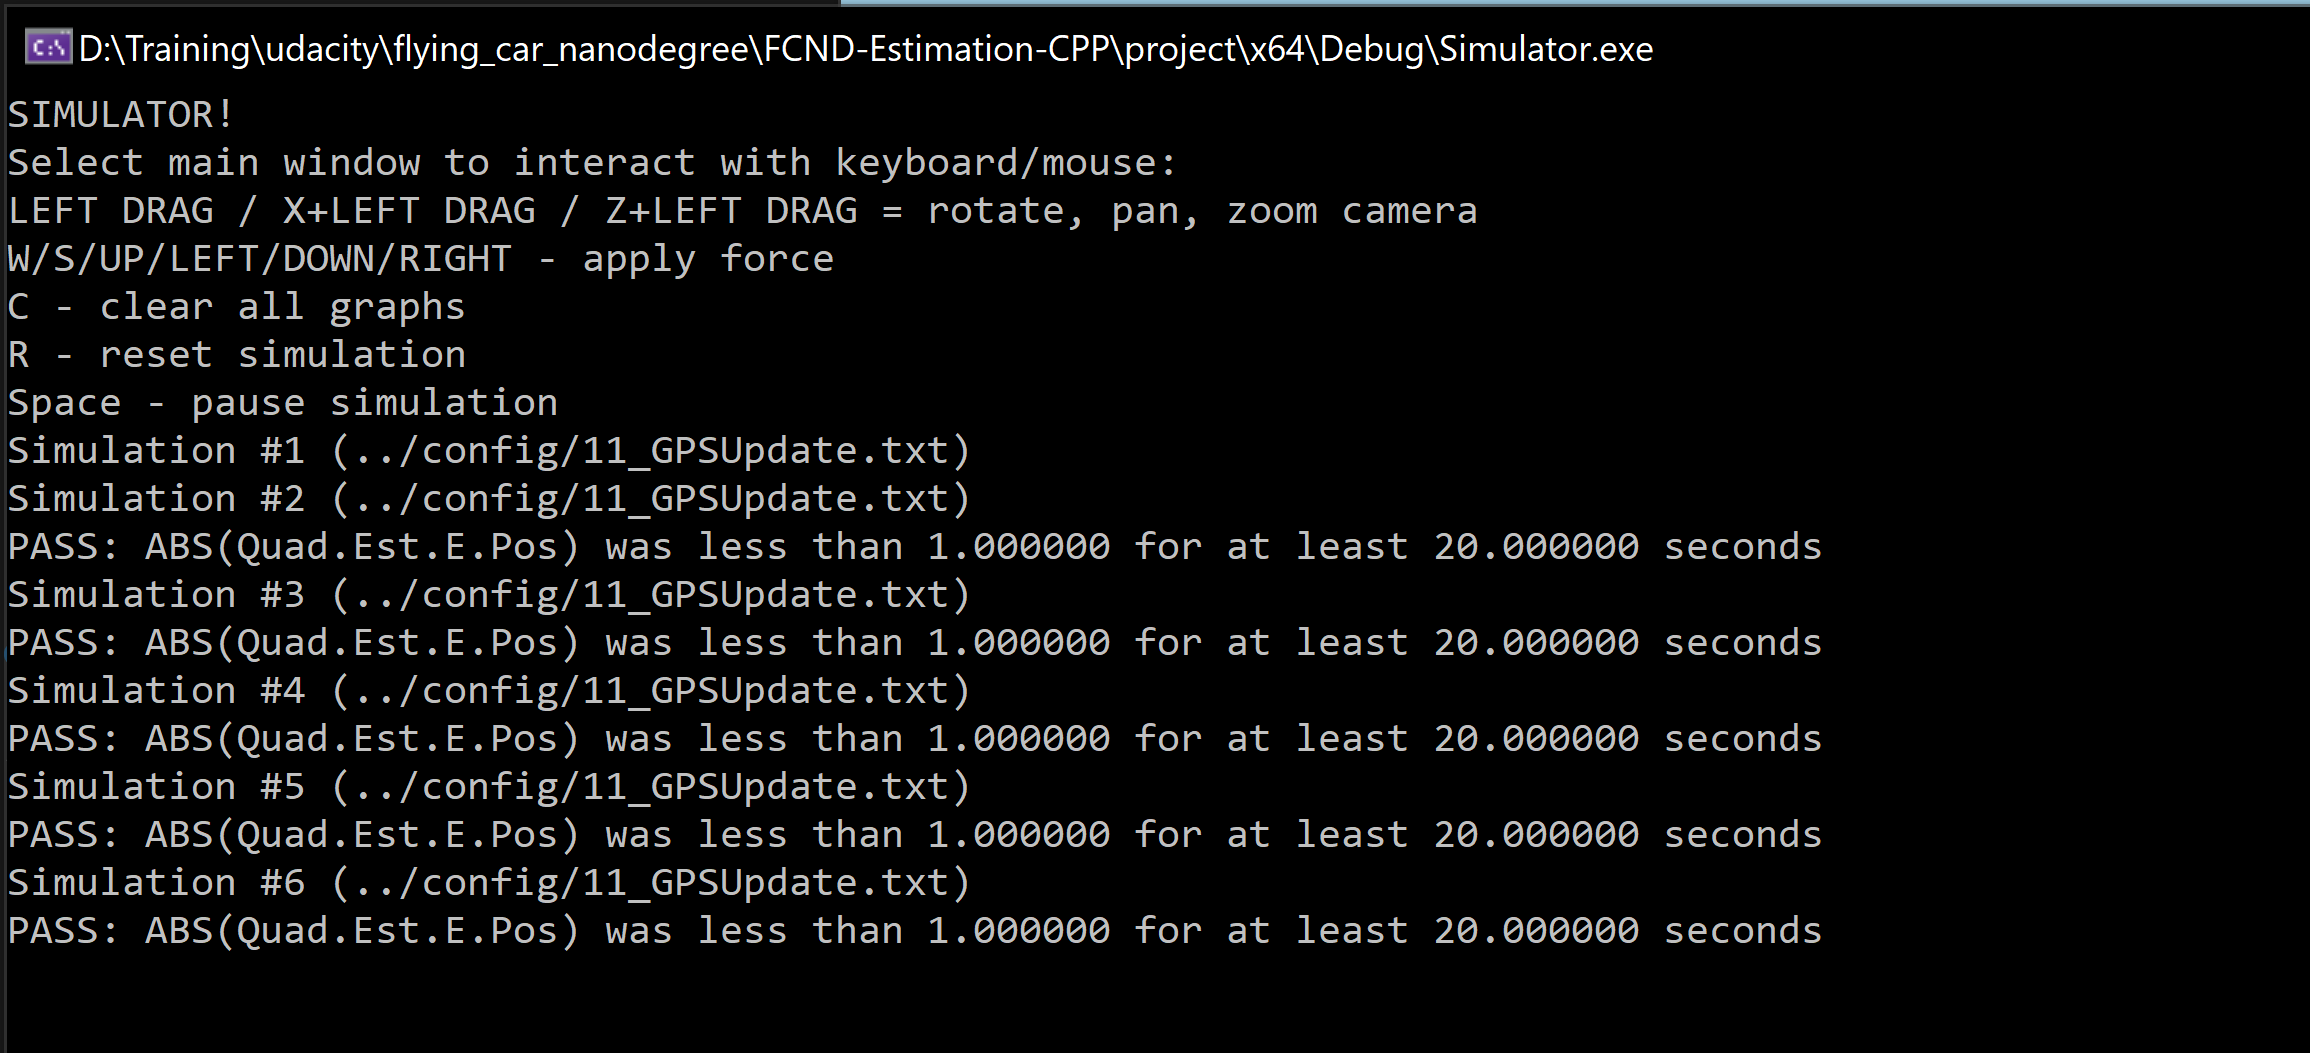 C:\ D:\Training\udacity\flying_car_nanodegree\FCND-Estimation-CPP\project\x64\Debug\Simulator.exe
SIMULATOR!
Select main window to interact with keyboard/mouse:
LEFT DRAG / X+LEFT DRAG / Z+LEFT DRAG = rotate, pan, zoom camera
W/S/UP/LEFT/DOWN/RIGHT - apply force
C - clear all graphs
R - reset simulation
Space - pause simulation
Simulation #1 (../config/11_GPSUpdate.txt)
Simulation #2 (../config/11_GPSUpdate.txt)
PASS: ABS(Quad.Est.E.Pos) was less than 1.000000 for at least 20.000000 seconds
Simulation #3 (../config/11_GPSUpdate.txt)
PASS: ABS(Quad.Est.E.Pos) was less than 1.000000 for at least 20.000000 seconds
Simulation #4 (../config/11_GPSUpdate.txt)
PASS: ABS(Quad.Est.E.Pos) was less than 1.000000 for at least 20.000000 seconds
Simulation #5 (../config/11_GPSUpdate.txt)
PASS: ABS(Quad.Est.E.Pos) was less than 1.000000 for at least 20.000000 seconds
Simulation #6 (../config/11_GPSUpdate.txt)
PASS: ABS(Quad.Est.E.Pos) was less than 1.000000 for at least 20.000000 seconds